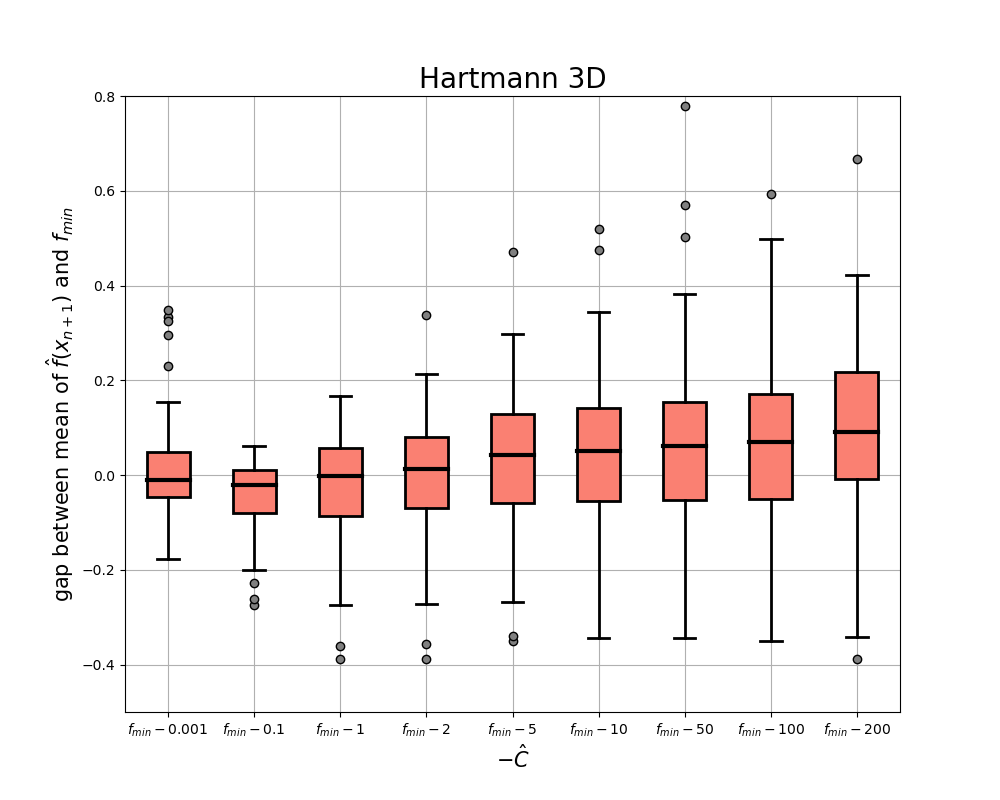 Hartmann 3D
gap between mean of $\hat{f}(x_{n+1})$ and $f_{min}$
0.8
0.6
0.4
0.2
0.0
−0.2
−0.4
$f_{min}-0.001$ $f_{min}-0.1$ $f_{min}-1$ $f_{min}-2$ $f_{min}-5$ $f_{min}-10$ $f_{min}-50$ $f_{min}-100$ $f_{min}-200$
$-\hat{C}$